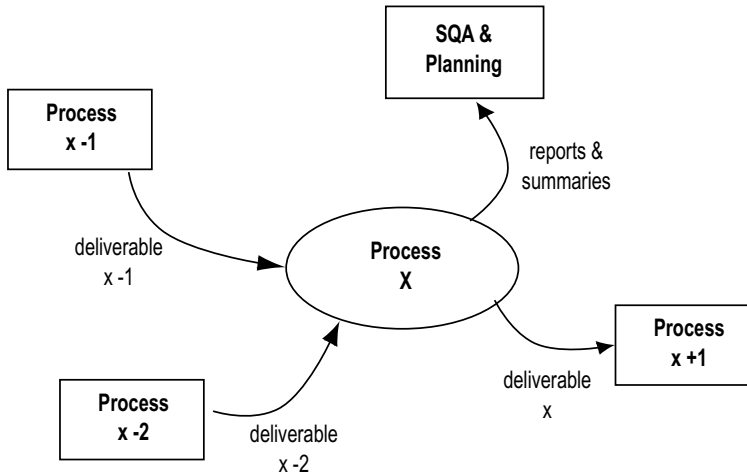 SQA &
Planning
Process
x -1
reports &
summaries
deliverable
x -1
Process
X
Process
x +1
deliverable
x
Process
x -2
deliverable
x -2